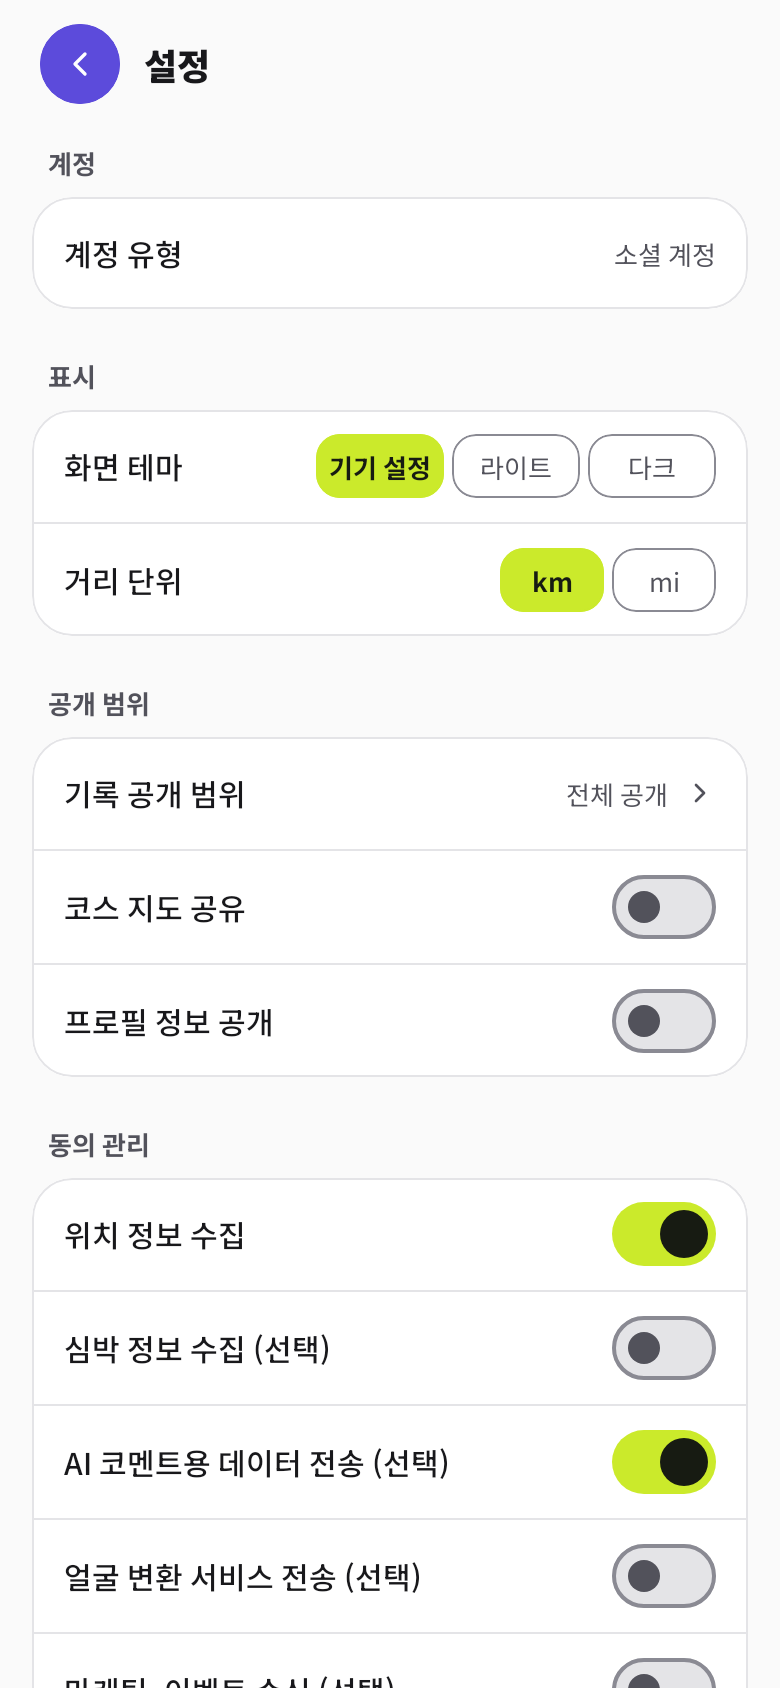 설정
계정
계정 유형 소셜 계정
표시
화면 테마 기기 설정 라이트 다크
거리 단위 km mi
공개 범위
기록 공개 범위 전체 공개
코스 지도 공유
프로필 정보 공개
동의 관리
위치 정보 수집
심박 정보 수집 (선택)
AI 코멘트용 데이터 전송 (선택)
얼굴 변환 서비스 전송 (선택)